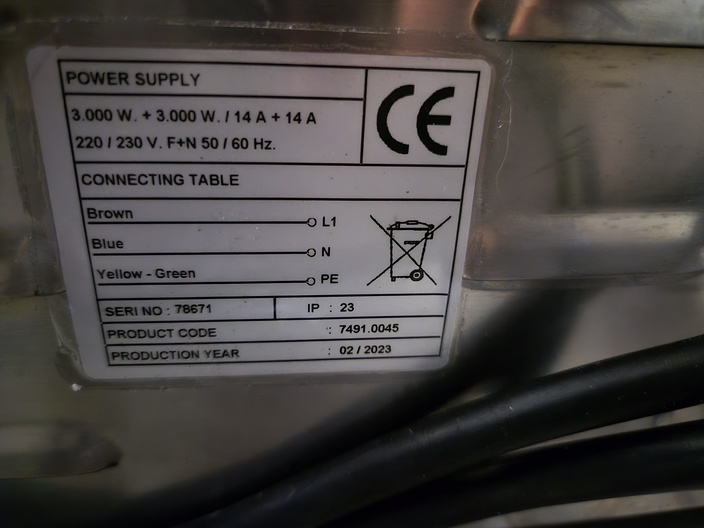 POWER SUPPLY
3.000 W. + 3.000 W. / 14 A + 14 A
220 / 230 V. F+N 50 / 60 Hz.
CE
CONNECTING TABLE
Brown L1
Blue N
Yellow - Green PE
SERI NO : 78671 IP : 23
PRODUCT CODE : 7491.0045
PRODUCTION YEAR : 02 / 2023